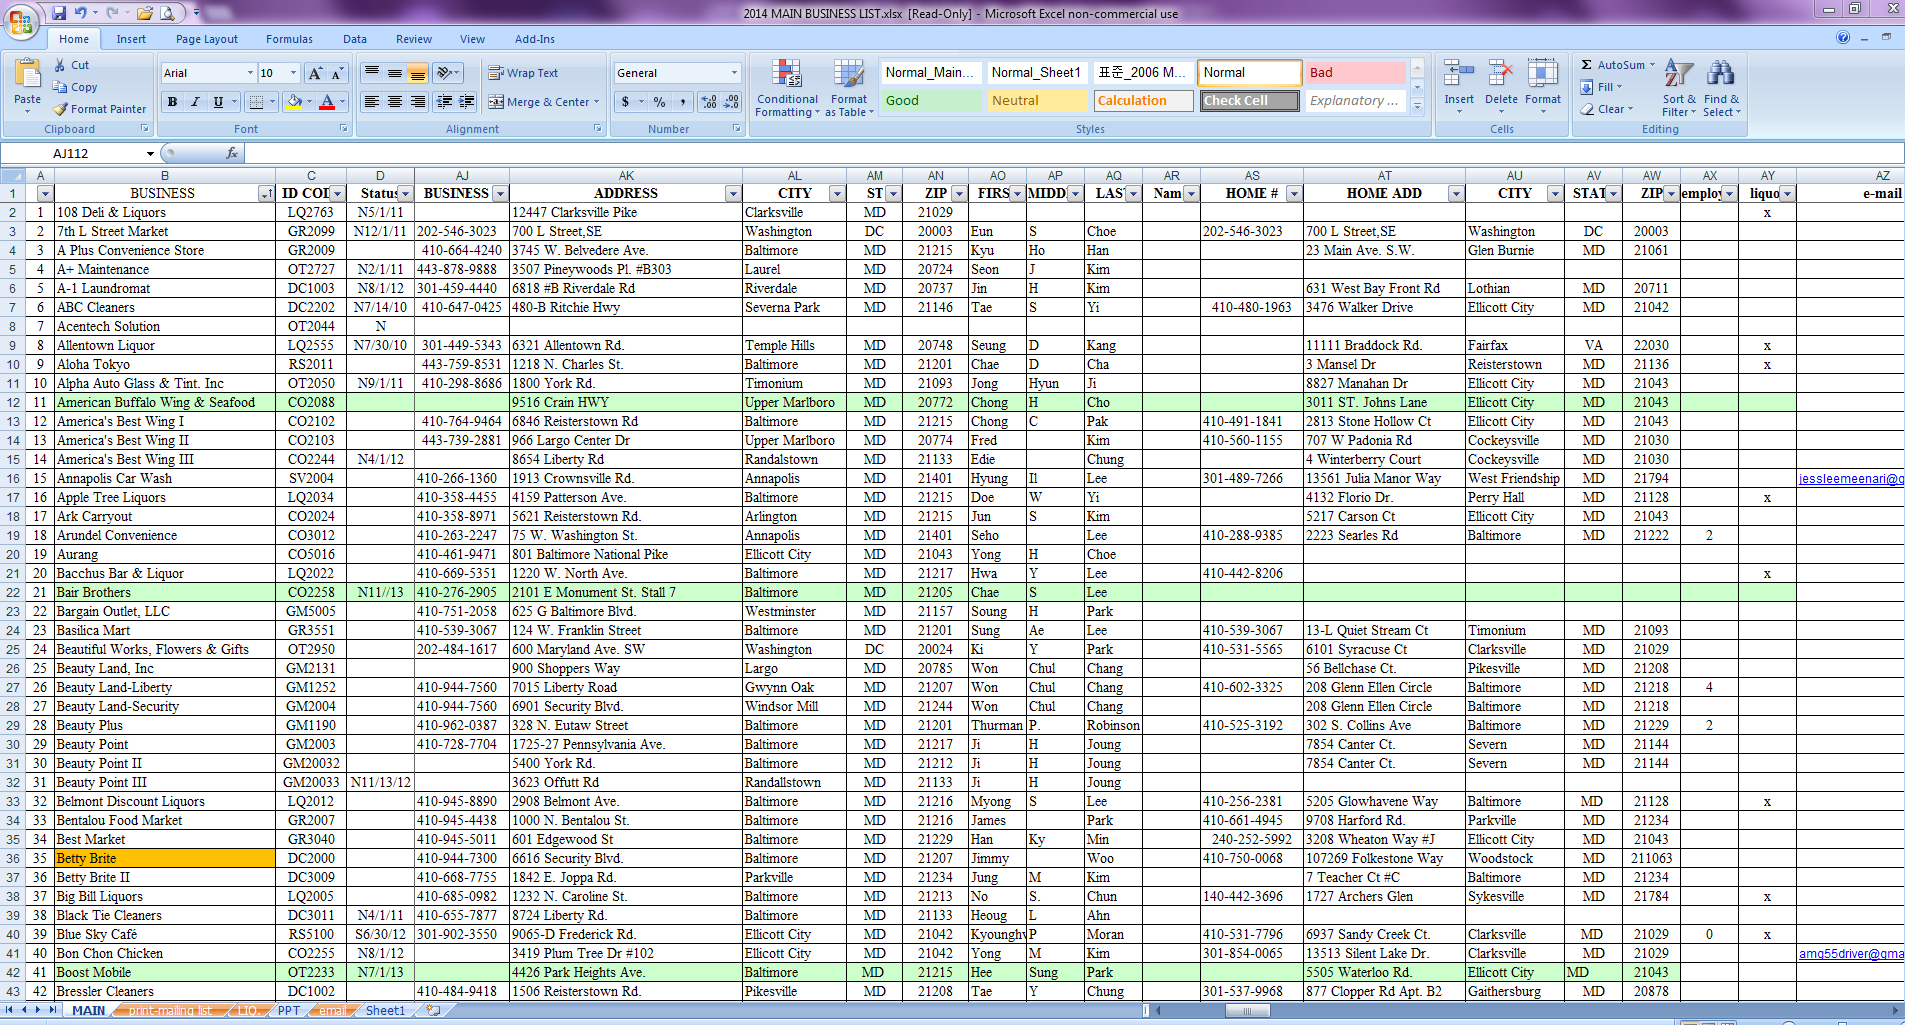 2014 MAIN BUSINESS LIST.xlsx [Read-Only] - Microsoft Excel non-commercial use
Home Insert Page Layout Formulas Data Review View Add-Ins
Cut Arial 10 Wrap Text General Normal_Main... Normal_Sheet1 표준_2006 M... Normal Bad AutoSum
Paste Copy Conditional Formatting Format as Table Insert Delete Format Fill Sort & Filter Find & Select
Format Painter B I U Merge & Center $ % , Good Neutral Calculation Check Cell Explanatory ... Clear
Clipboard Font Alignment Number Styles Cells Editing
AJ112 fx
A B C D AJ AK AL AM AN AO AP AQ AR AS AT AU AV AW AX AY AZ
1 BUSINESS ID COI Status BUSINESS ADDRESS CITY ST ZIP FIRS MIDD LAS Nam HOME # HOME ADD CITY STAT ZIP employ liquo e-mail
2 1 108 Deli & Liquors LQ2763 N5/1/11 12447 Clarksville Pike Clarksville MD 21029 x
3 2 7th L Street Market GR2099 N12/1/11 202-546-3023 700 L Street,SE Washington DC 20003 Eun S Choe 202-546-3023 700 L Street,SE Washington DC 20003
4 3 A Plus Convenience Store GR2009 410-664-4240 3745 W. Belvedere Ave. Baltimore MD 21215 Kyu Ho Han 23 Main Ave. S.W. Glen Burnie MD 21061
5 4 A+ Maintenance OT2727 N2/1/11 443-878-9888 3507 Pineywoods Pl. #B303 Laurel MD 20724 Seon J Kim
6 5 A-1 Laundromat DC1003 N8/1/12 301-459-4440 6818 #B Riverdale Rd Riverdale MD 20737 Jin H Kim 631 West Bay Front Rd Lothian MD 20711
7 6 ABC Cleaners DC2202 N7/14/10 410-647-0425 480-B Ritchie Hwy Severna Park MD 21146 Tae S Yi 410-480-1963 3476 Walker Drive Ellicott City MD 21042
8 7 Acentech Solution OT2044 N
9 8 Allentown Liquor LQ2555 N7/30/10 301-449-5343 6321 Allentown Rd. Temple Hills MD 20748 Seung D Kang 11111 Braddock Rd. Fairfax VA 22030 x
10 9 Aloha Tokyo RS2011 443-759-8531 1218 N. Charles St. Baltimore MD 21201 Chae D Cha 3 Mansel Dr Reisterstown MD 21136 x
11 10 Alpha Auto Glass & Tint. Inc OT2050 N9/1/11 410-298-8686 1800 York Rd. Timonium MD 21093 Jong Hyun Ji 8827 Manahan Dr Ellicott City MD 21043
12 11 American Buffalo Wing & Seafood CO2088 9516 Crain HWY Upper Marlboro MD 20772 Chong H Cho 3011 ST. Johns Lane Ellicott City MD 21043
13 12 America's Best Wing I CO2102 410-764-9464 6846 Reisterstown Rd Baltimore MD 21215 Chong C Pak 410-491-1841 2813 Stone Hollow Ct Ellicott City MD 21043
14 13 America's Best Wing II CO2103 443-739-2881 966 Largo Center Dr Upper Marlboro MD 20774 Fred Kim 410-560-1155 707 W Padonia Rd Cockeysville MD 21030
15 14 America's Best Wing III CO2244 N4/1/12 8654 Liberty Rd Randalstown MD 21133 Edie Chung 4 Winterberry Court Cockeysville MD 21030
16 15 Annapolis Car Wash SV2004 410-266-1360 1913 Crownsville Rd. Annapolis MD 21401 Hyung Il Lee 301-489-7266 13561 Julia Manor Way West Friendship MD 21794 jessleemeenari@g
17 16 Apple Tree Liquors LQ2034 410-358-4455 4159 Patterson Ave. Baltimore MD 21215 Doe W Yi 4132 Florio Dr. Perry Hall MD 21128 x
18 17 Ark Carryout CO2024 410-358-8971 5621 Reisterstown Rd. Arlington MD 21215 Jun S Kim 5217 Carson Ct Ellicott City MD 21043
19 18 Arundel Convenience CO3012 410-263-2247 75 W. Washington St. Annapolis MD 21401 Seho Lee 410-288-9385 2223 Searles Rd Baltimore MD 21222 2
20 19 Aurang CO5016 410-461-9471 801 Baltimore National Pike Ellicott City MD 21043 Yong H Choe
21 20 Bacchus Bar & Liquor LQ2022 410-669-5351 1220 W. North Ave. Baltimore MD 21217 Hwa Y Lee 410-442-8206 x
22 21 Bair Brothers CO2258 N11//13 410-276-2905 2101 E Monument St. Stall 7 Baltimore MD 21205 Chae S Lee
23 22 Bargain Outlet, LLC GM5005 410-751-2058 625 G Baltimore Blvd. Westminster MD 21157 Soung H Park
24 23 Basilica Mart GR3551 410-539-3067 124 W. Franklin Street Baltimore MD 21201 Sung Ae Lee 410-539-3067 13-L Quiet Stream Ct Timonium MD 21093
25 24 Beautiful Works, Flowers & Gifts OT2950 202-484-1617 600 Maryland Ave. SW Washington DC 20024 Ki Y Park 410-531-5565 6101 Syracuse Ct Clarksville MD 21029
26 25 Beauty Land, Inc GM2131 900 Shoppers Way Largo MD 20785 Won Chul Chang 56 Bellchase Ct. Pikesville MD 21208
27 26 Beauty Land-Liberty GM1252 410-944-7560 7015 Liberty Road Gwynn Oak MD 21207 Won Chul Chang 410-602-3325 208 Glenn Ellen Circle Baltimore MD 21218 4
28 27 Beauty Land-Security GM2004 410-944-7560 6901 Security Blvd. Windsor Mill MD 21244 Won Chul Chang 208 Glenn Ellen Circle Baltimore MD 21218
29 28 Beauty Plus GM1190 410-962-0387 328 N. Eutaw Street Baltimore MD 21201 Thurman P. Robinson 410-525-3192 302 S. Collins Ave Baltimore MD 21229 2
30 29 Beauty Point GM2003 410-728-7704 1725-27 Pennsylvania Ave. Baltimore MD 21217 Ji H Joung 7854 Canter Ct. Severn MD 21144
31 30 Beauty Point II GM20032 5400 York Rd. Baltimore MD 21212 Ji H Joung 7854 Canter Ct. Severn MD 21144
32 31 Beauty Point III GM20033 N11/13/12 3623 Offutt Rd Randallstown MD 21133 Ji H Joung
33 32 Belmont Discount Liquors LQ2012 410-945-8890 2908 Belmont Ave. Baltimore MD 21216 Myong S Lee 410-256-2381 5205 Glowhavene Way Baltimore MD 21128 x
34 33 Bentalou Food Market GR2007 410-945-4438 1000 N. Bentalou St. Baltimore MD 21216 James Park 410-661-4945 9708 Harford Rd. Parkville MD 21234
35 34 Best Market GR3040 410-945-5011 601 Edgewood St Baltimore MD 21229 Han Ky Min 240-252-5992 3208 Wheaton Way #J Ellicott City MD 21043
36 35 Betty Brite DC2000 410-944-7300 6616 Security Blvd. Baltimore MD 21207 Jimmy Woo 410-750-0068 107269 Folkestone Way Woodstock MD 211063
37 36 Betty Brite II DC3009 410-668-7755 1842 E. Joppa Rd. Parkville MD 21234 Jung M Kim 7 Teacher Ct #C Baltimore MD 21234
38 37 Big Bill Liquors LQ2005 410-685-0982 1232 N. Caroline St. Baltimore MD 21213 No S. Chun 140-442-3696 1727 Archers Glen Sykesville MD 21784 x
39 38 Black Tie Cleaners DC3011 N4/1/11 410-655-7877 8724 Liberty Rd. Baltimore MD 21133 Heoug L Ahn
40 39 Blue Sky Café RS5100 S6/30/12 301-902-3550 9065-D Frederick Rd. Ellicott City MD 21042 Kyounghv P Moran 410-531-7796 6937 Sandy Creek Ct. Clarksville MD 21029 0 x
41 40 Bon Chon Chicken CO2255 N8/1/12 3419 Plum Tree Dr #102 Ellicott City MD 21042 Yong M Kim 301-854-0065 13513 Silent Lake Dr. Clarksville MD 21029 amg55driver@gma
42 41 Boost Mobile OT2233 N7/1/13 4426 Park Heights Ave. Baltimore MD 21215 Hee Sung Park 5505 Waterloo Rd. Ellicott City MD 21043
43 42 Bressler Cleaners DC1002 410-484-9418 1506 Reisterstown Rd. Pikesville MD 21208 Tae Y Chung 301-537-9968 877 Clopper Rd Apt. B2 Gaithersburg MD 20878
MAIN print-mailing list LIQ. PPT email Sheet1